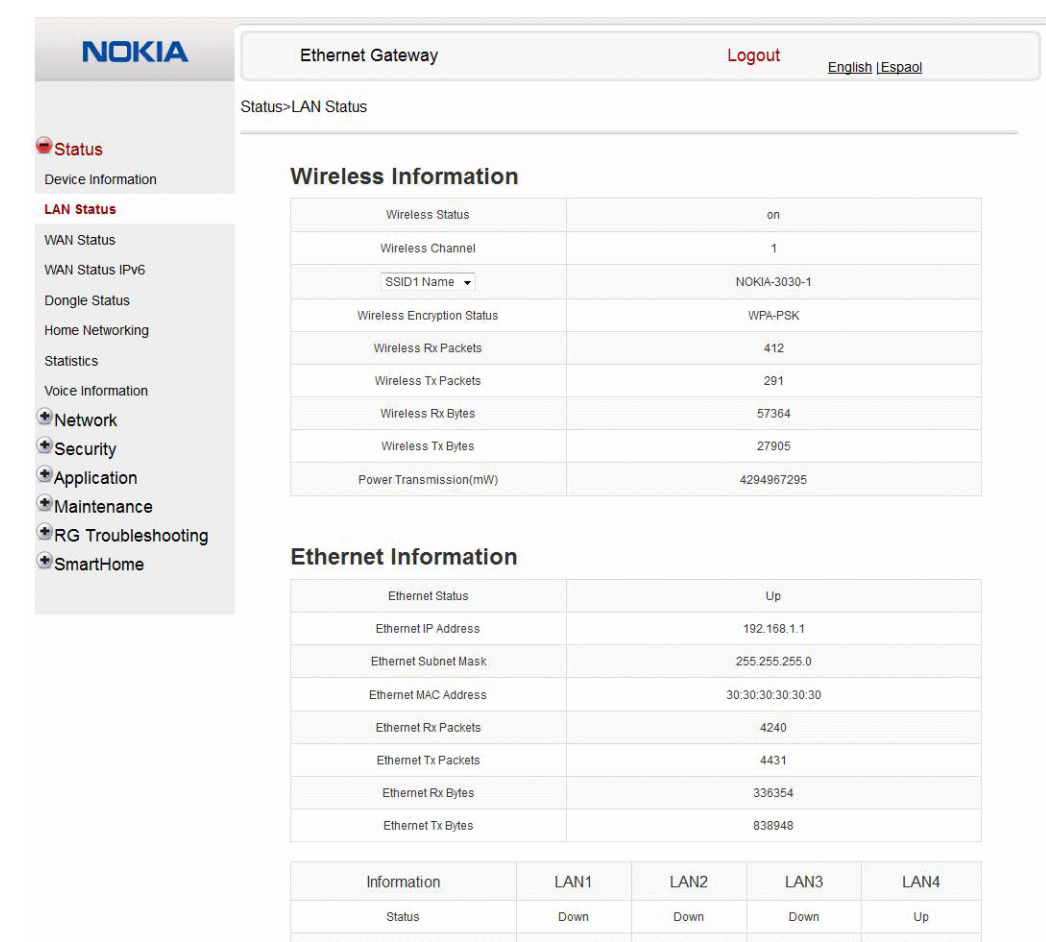 NOKIA
Ethernet Gateway
Logout
English |Espaol
Status>LAN Status
Status
Device Information
LAN Status
WAN Status
WAN Status IPv6
Dongle Status
Home Networking
Statistics
Voice Information
Network
Security
Application
Maintenance
RG Troubleshooting
SmartHome
Wireless Information
Wireless Status on
Wireless Channel 1
SSID1 Name NOKIA-3030-1
Wireless Encryption Status WPA-PSK
Wireless Rx Packets 412
Wireless Tx Packets 291
Wireless Rx Bytes 57364
Wireless Tx Bytes 27905
Power Transmission(mW) 4294967295
Ethernet Information
Ethernet Status Up
Ethernet IP Address 192.168.1.1
Ethernet Subnet Mask 255.255.255.0
Ethernet MAC Address 30:30:30:30:30:30
Ethernet Rx Packets 4240
Ethernet Tx Packets 4431
Ethernet Rx Bytes 336354
Ethernet Tx Bytes 838948
Information LAN1 LAN2 LAN3 LAN4
Status Down Down Down Up